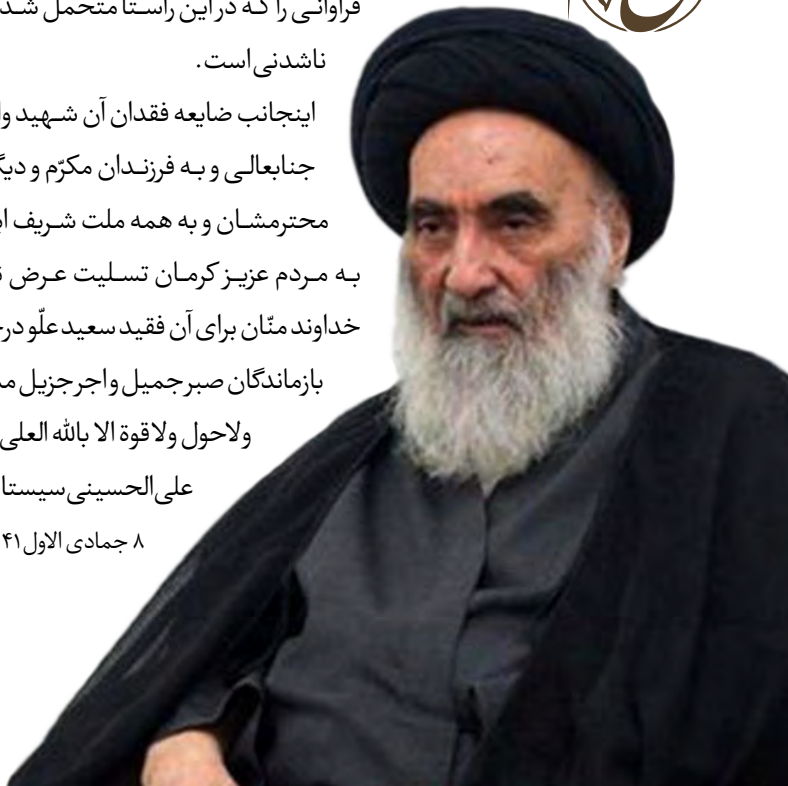 فراوانی را که در این راستا متحمل شد
ناشدنی است.
اینجانب ضایعه فقدان آن شهید وا
جنابعالی و به فرزندان مکرّم و دیگ
محترمشان و به همه ملت شریف ای
به مردم عزیز کرمان تسلیت عرض ن
خداوند منّان برای آن فقید سعید علّو در
بازماندگان صبر جمیل و اجر جزیل م
ولاحول ولا قوة الا بالله العلی
علی الحسینی سیستا
۸ جمادی الاول ۴۱